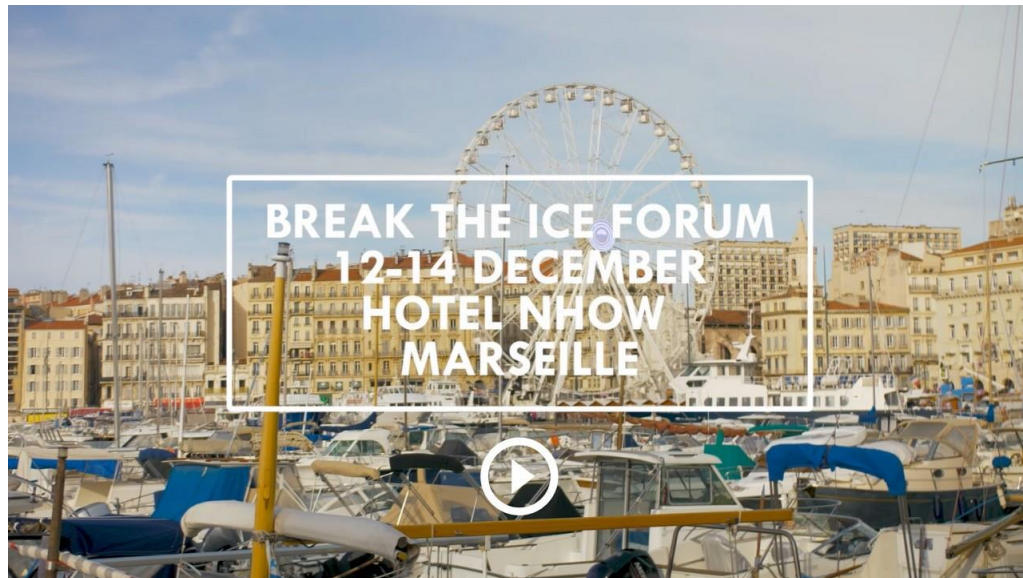 BREAK THE ICE FORUM
12-14 DECEMBER
HOTEL NHOW
MARSEILLE